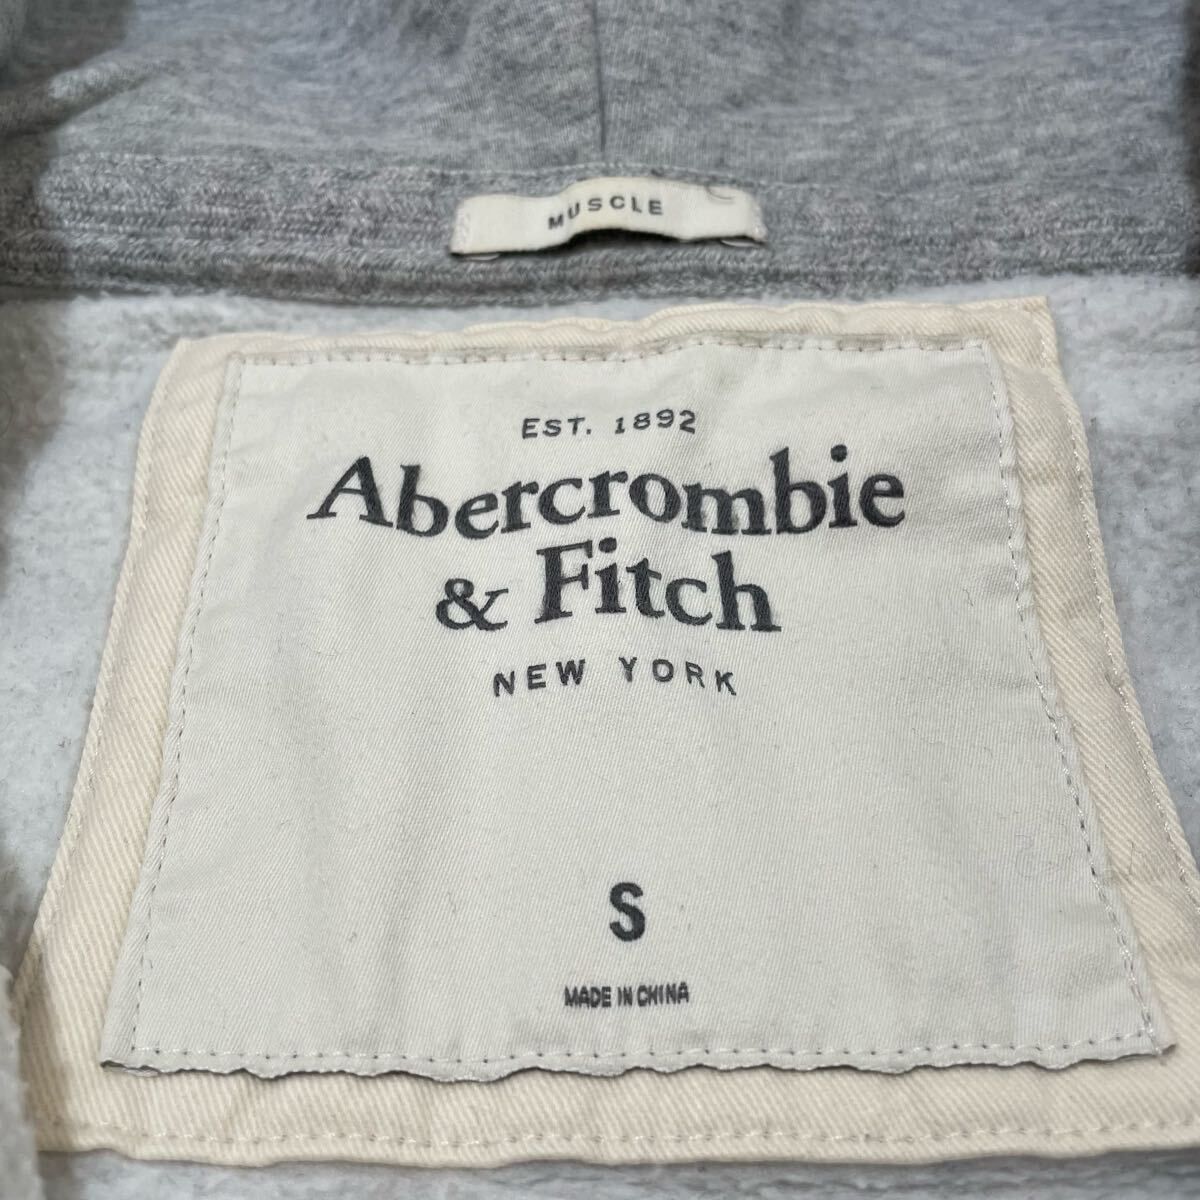 MUSCLE
EST. 1892
Abercrombie
& Fitch
NEW YORK
S
MADE IN CHINA